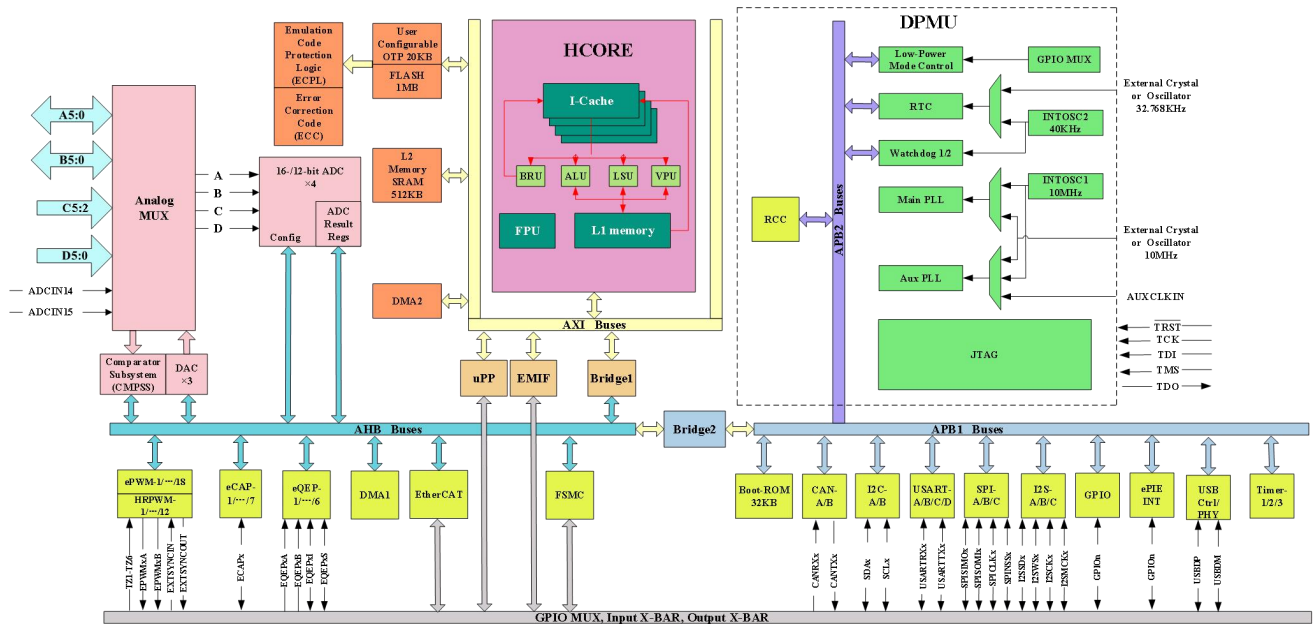 Emulation
Code
Protection
Logic
(ECPL)
Error
Correction
Code
(ECC)
User
Configurable
OTP 20KB
FLASH
1MB
HCORE
I-Cache
BRU
ALU
LSU
VPU
FPU
L1 memory
DPMU
Low-Power
Mode Control
GPIO MUX
RTC
INTOSC2
40KHz
Watchdog 1/2
INTOSC1
10MHz
Main PLL
Aux PLL
JTAG
External Crystal
or Oscillator
32.768KHz
External Crystal
or Oscillator
10MHz
AUXCLKIN
TRST
TCK
TDI
TMS
TDO
RCC
APB2 Buses
A5:0
B5:0
C5:2
D5:0
ADCIN14
ADCIN15
Analog
MUX
A
B
C
D
16-/12-bit ADC
×4
ADC
Result
Regs
Config
L2
Memory
SRAM
512KB
DMA2
AXI Buses
Comparator
Subsystem
(CMPSS)
DAC
×3
uPP
EMIF
Bridge1
AHB Buses
Bridge2
APB1 Buses
ePWM-1/···/18
HRPWM-
1/···/12
eCAP-
1/···/7
eQEP-
1/···/6
DMA1
EtherCAT
FSMC
Boot-ROM
32KB
CAN-
A/B
I2C-
A/B
USART-
A/B/C/D
SPI-
A/B/C
I2S-
A/B/C
GPIO
ePIE
INT
USB
Ctrl/
PHY
Timer-
1/2/3
TZ1-TZ6
EPWMxA
EPWMxB
EXTSYNCIN
EXTSYNCOUT
ECAPx
EQEPxA
EQEPxB
EQEPxI
EQEPxS
CANRXx
CANTXx
SDAx
SCLx
USARTRXx
USARTTXx
SPISIMOx
SPISOMIx
SPICLKx
SPINSSx
I2SSDx
I2SWSx
I2SCKx
I2SMCKx
GPIOn
GPIOn
USBDP
USBDM
GPIO MUX, Input X-BAR, Output X-BAR